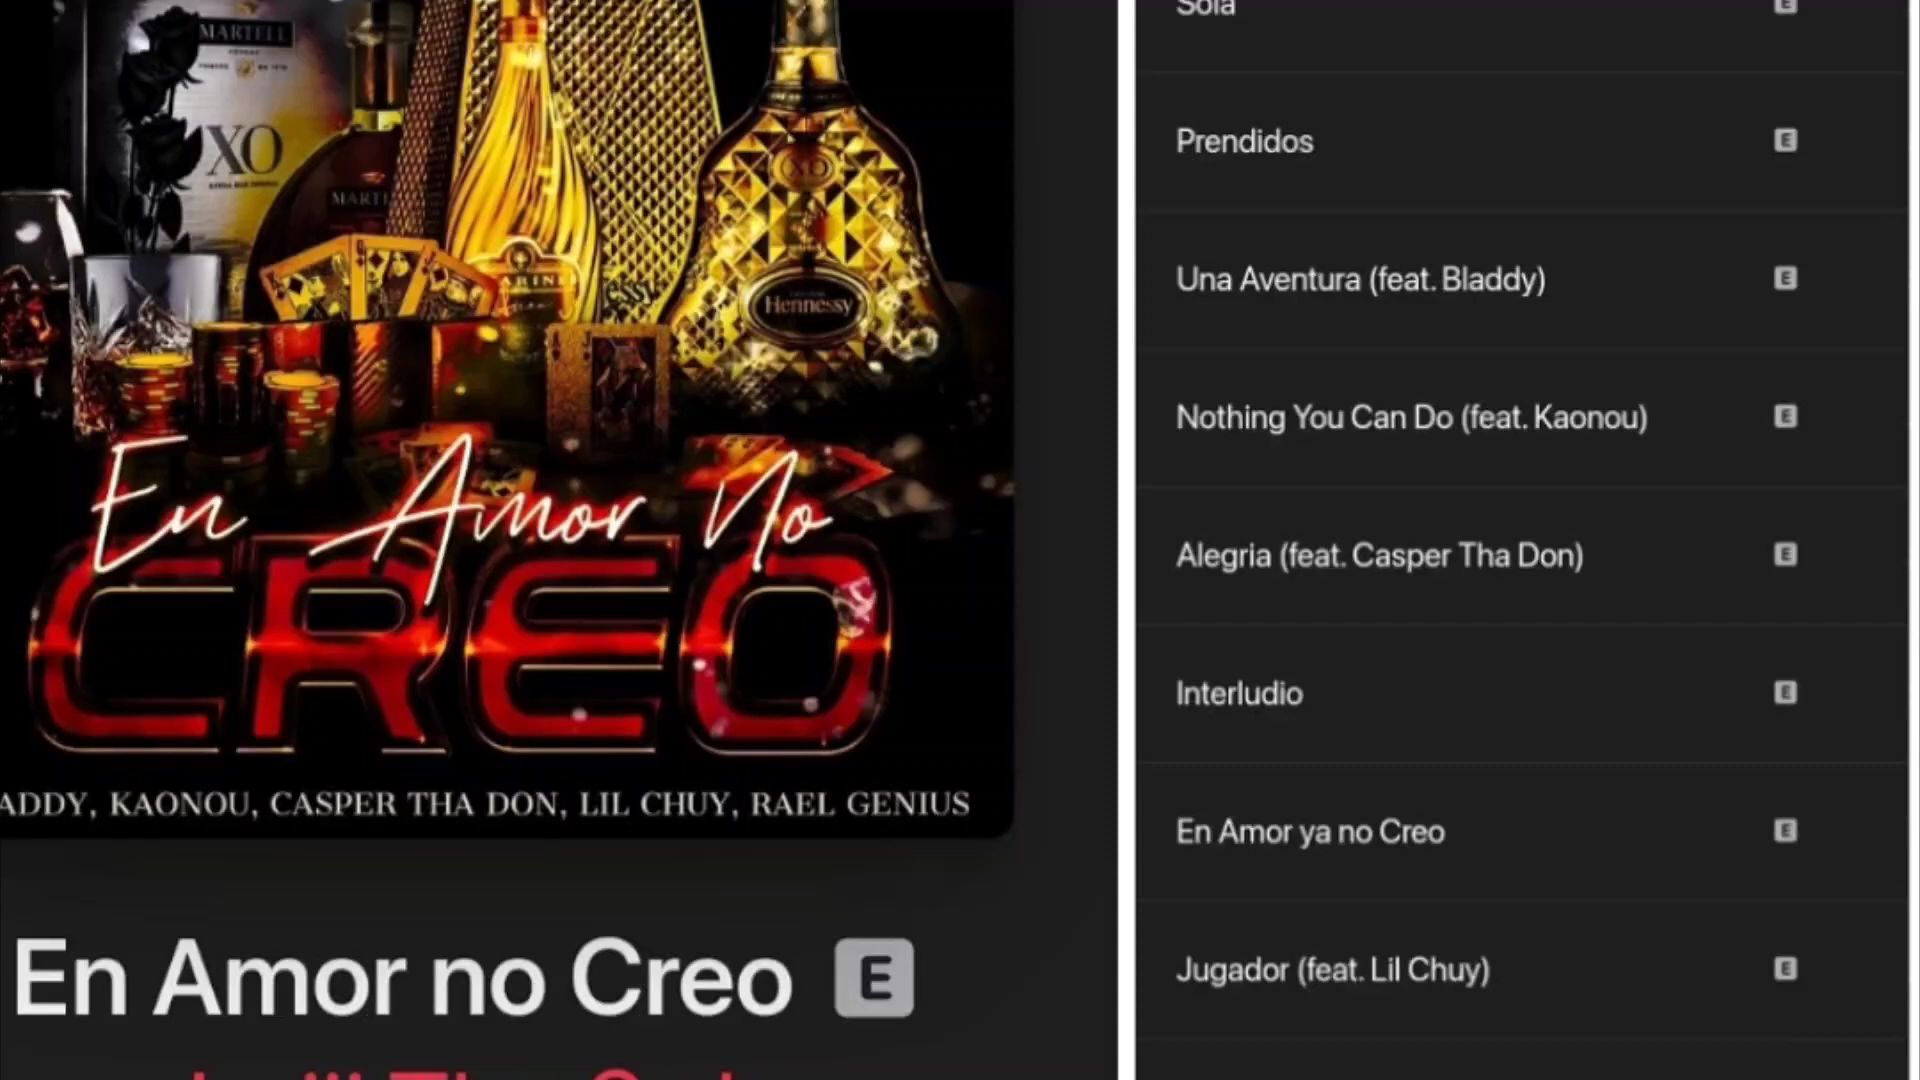 MARTELL
XO
En Amor No
CREO
Hennessy
XO
KAONOU, CASPER THA DON, LIL CHUY, RAEL GENIUS
En Amor no Creo E
Sola E
Prendidos E
Una Aventura (feat. Bladdy) E
Nothing You Can Do (feat. Kaonou) E
Alegria (feat. Casper Tha Don) E
Interludio E
En Amor ya no Creo E
Jugador (feat. Lil Chuy) E